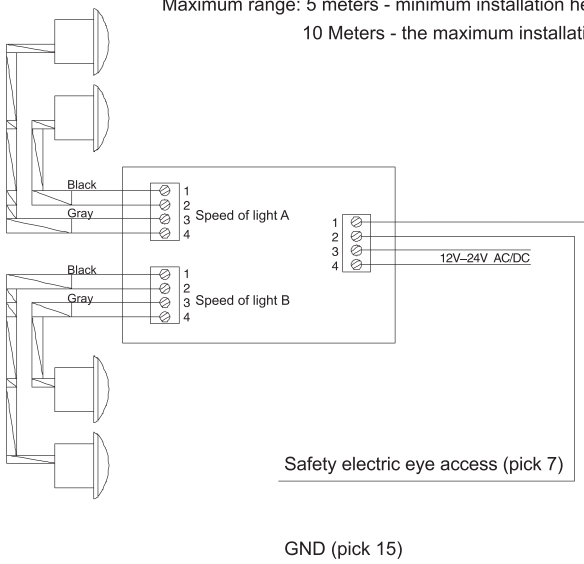 Maximum range: 5 meters - minimum installation
10 Meters - the maximum
Black
1
2
Gray
3 Speed of light A
4
1
2
3
12V–24V AC/DC
4
Black
1
2
Gray
3 Speed of light B
4
Safety electric eye access (pick 7)
GND (pick 15)